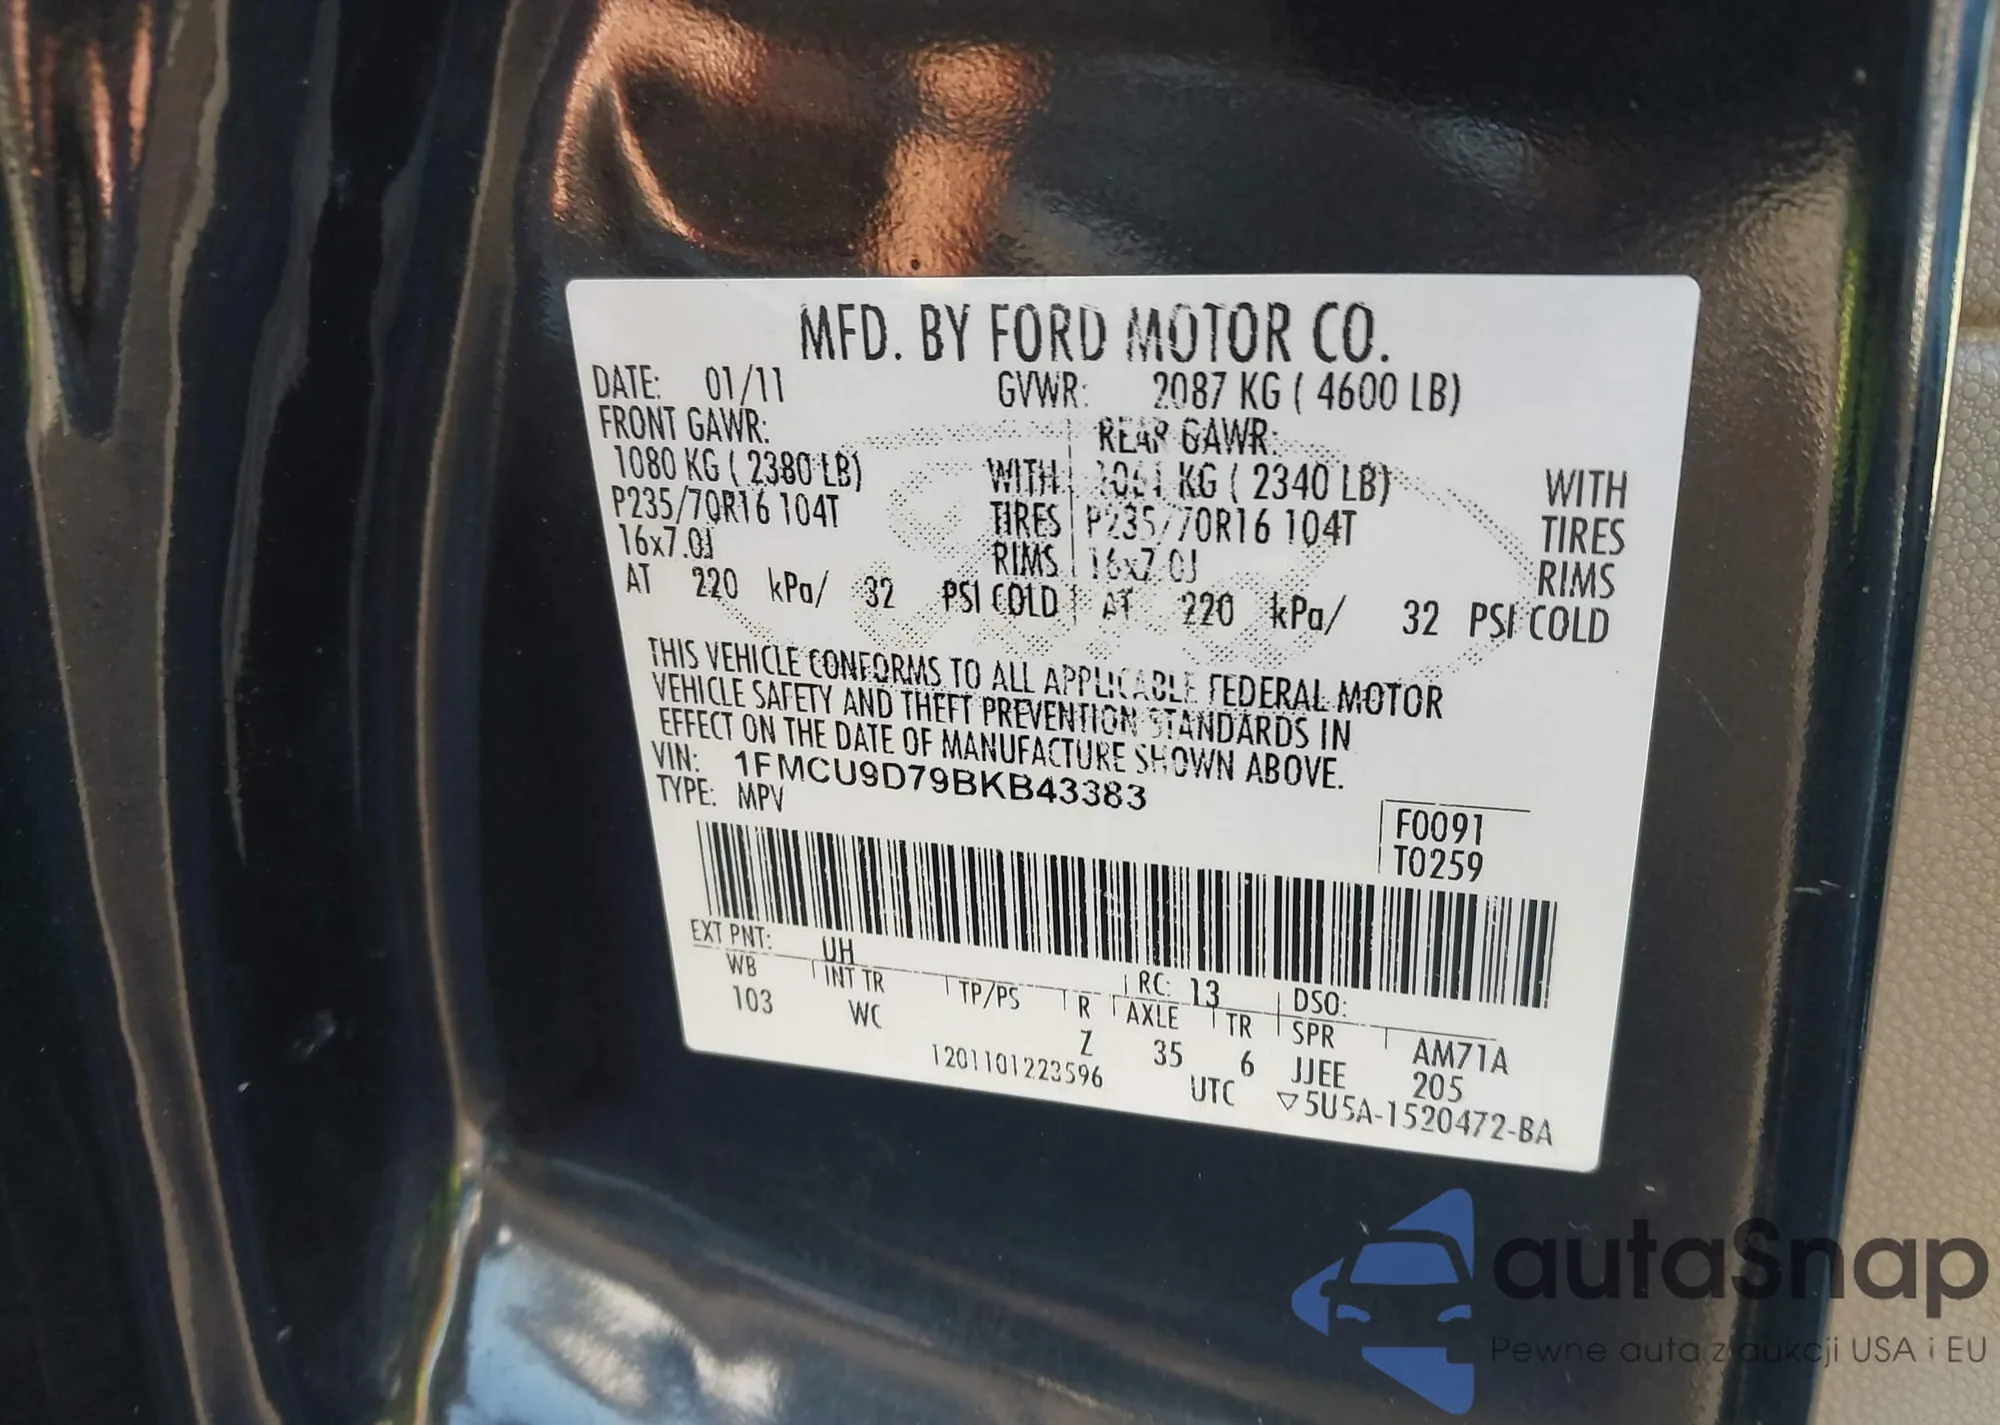 MFD. BY FORD MOTOR CO.
DATE: 01/11 GVWR: 2087 KG ( 4600 LB)
FRONT GAWR: REAR GAWR:
1080 KG ( 2380 LB) WITH 1061 KG ( 2340 LB) WITH
P235/70R16 104T TIRES P235/70R16 104T TIRES
16x7.0J RIMS 16x7.0J RIMS
AT 220 kPa/ 32 PSI COLD AT 220 kPa/ 32 PSI COLD
THIS VEHICLE CONFORMS TO ALL APPLICABLE FEDERAL MOTOR
VEHICLE SAFETY AND THEFT PREVENTION STANDARDS IN
EFFECT ON THE DATE OF MANUFACTURE SHOWN ABOVE.
VIN: 1FMCU9D79BKB43383
TYPE: MPV
F0091
T0259
EXT PNT: UH RC: 13 DSO:
WB INT TR TP/PS R AXLE TR SPR AM71A
103 WC Z 35 6 JJEE 205
1201101223596 UTC ▽5U5A-1520472-BA
autaSnap
Pewne auta z aukcji USA i EU